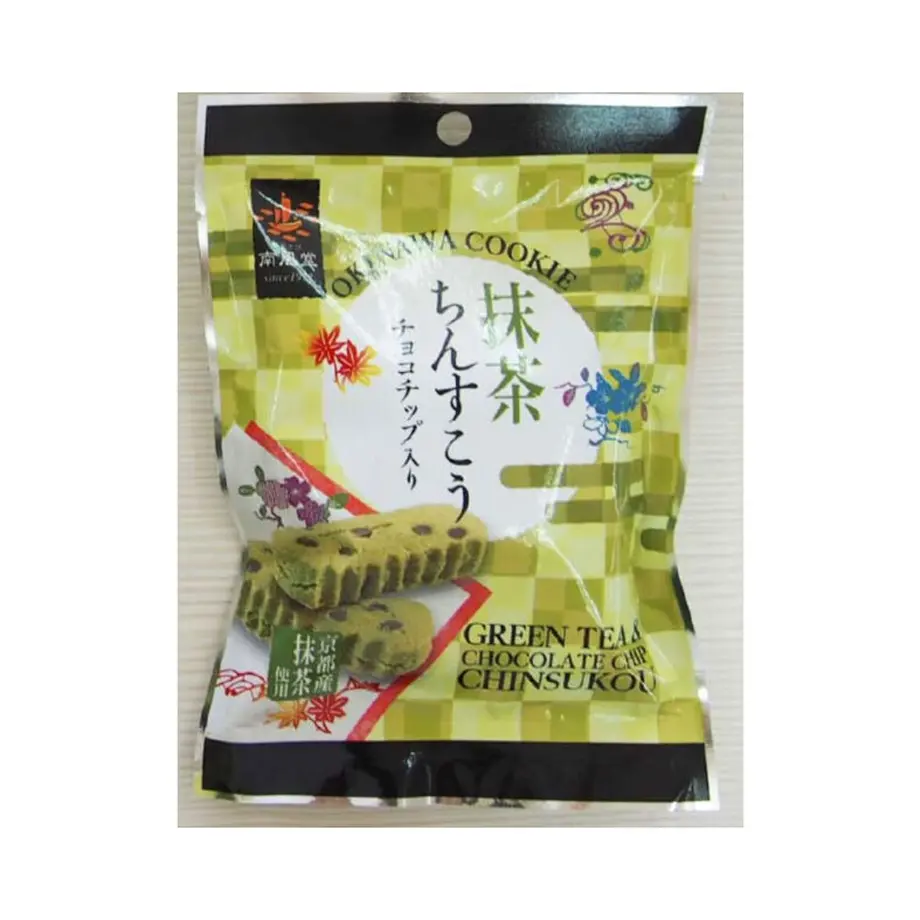 南風堂
OKINAWA COOKIE
抹茶
ちんすこう
チョコチップ入り
京都産
抹茶
使用
GREEN TEA &
CHOCOLATE CHIP
CHINSUKOU